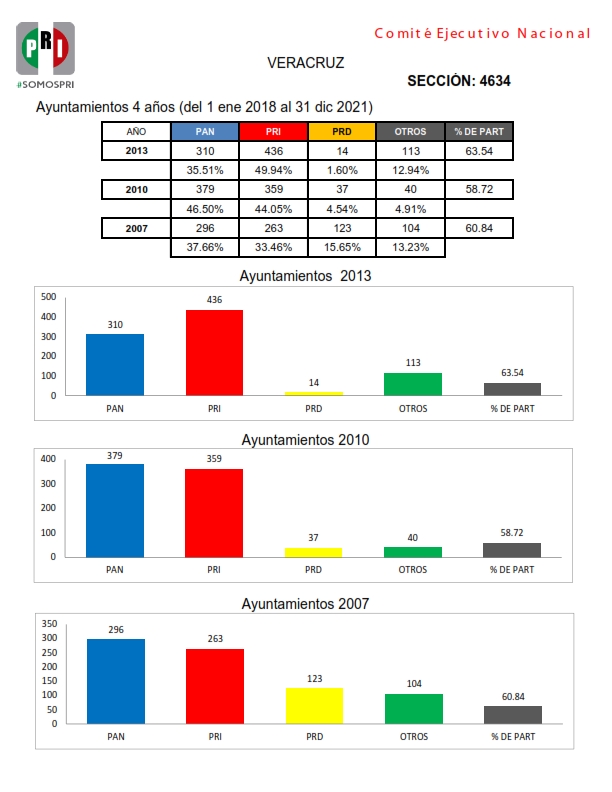 Comité Ejecutivo Nacional
PRI
#SOMOSPRI
VERACRUZ
SECCIÓN: 4634
Ayuntamientos 4 años (del 1 ene 2018 al 31 dic 2021)
AÑO PAN PRI PRD OTROS % DE PART
2013 310 436 14 113 63.54
35.51% 49.94% 1.60% 12.94%
2010 379 359 37 40 58.72
46.50% 44.05% 4.54% 4.91%
2007 296 263 123 104 60.84
37.66% 33.46% 15.65% 13.23%
Ayuntamientos 2013
500
400
300
200
100
0
310 436 14 113 63.54
PAN PRI PRD OTROS % DE PART
Ayuntamientos 2010
400
300
200
100
0
379 359 37 40 58.72
PAN PRI PRD OTROS % DE PART
Ayuntamientos 2007
350
300
250
200
150
100
50
0
296 263 123 104 60.84
PAN PRI PRD OTROS % DE PART